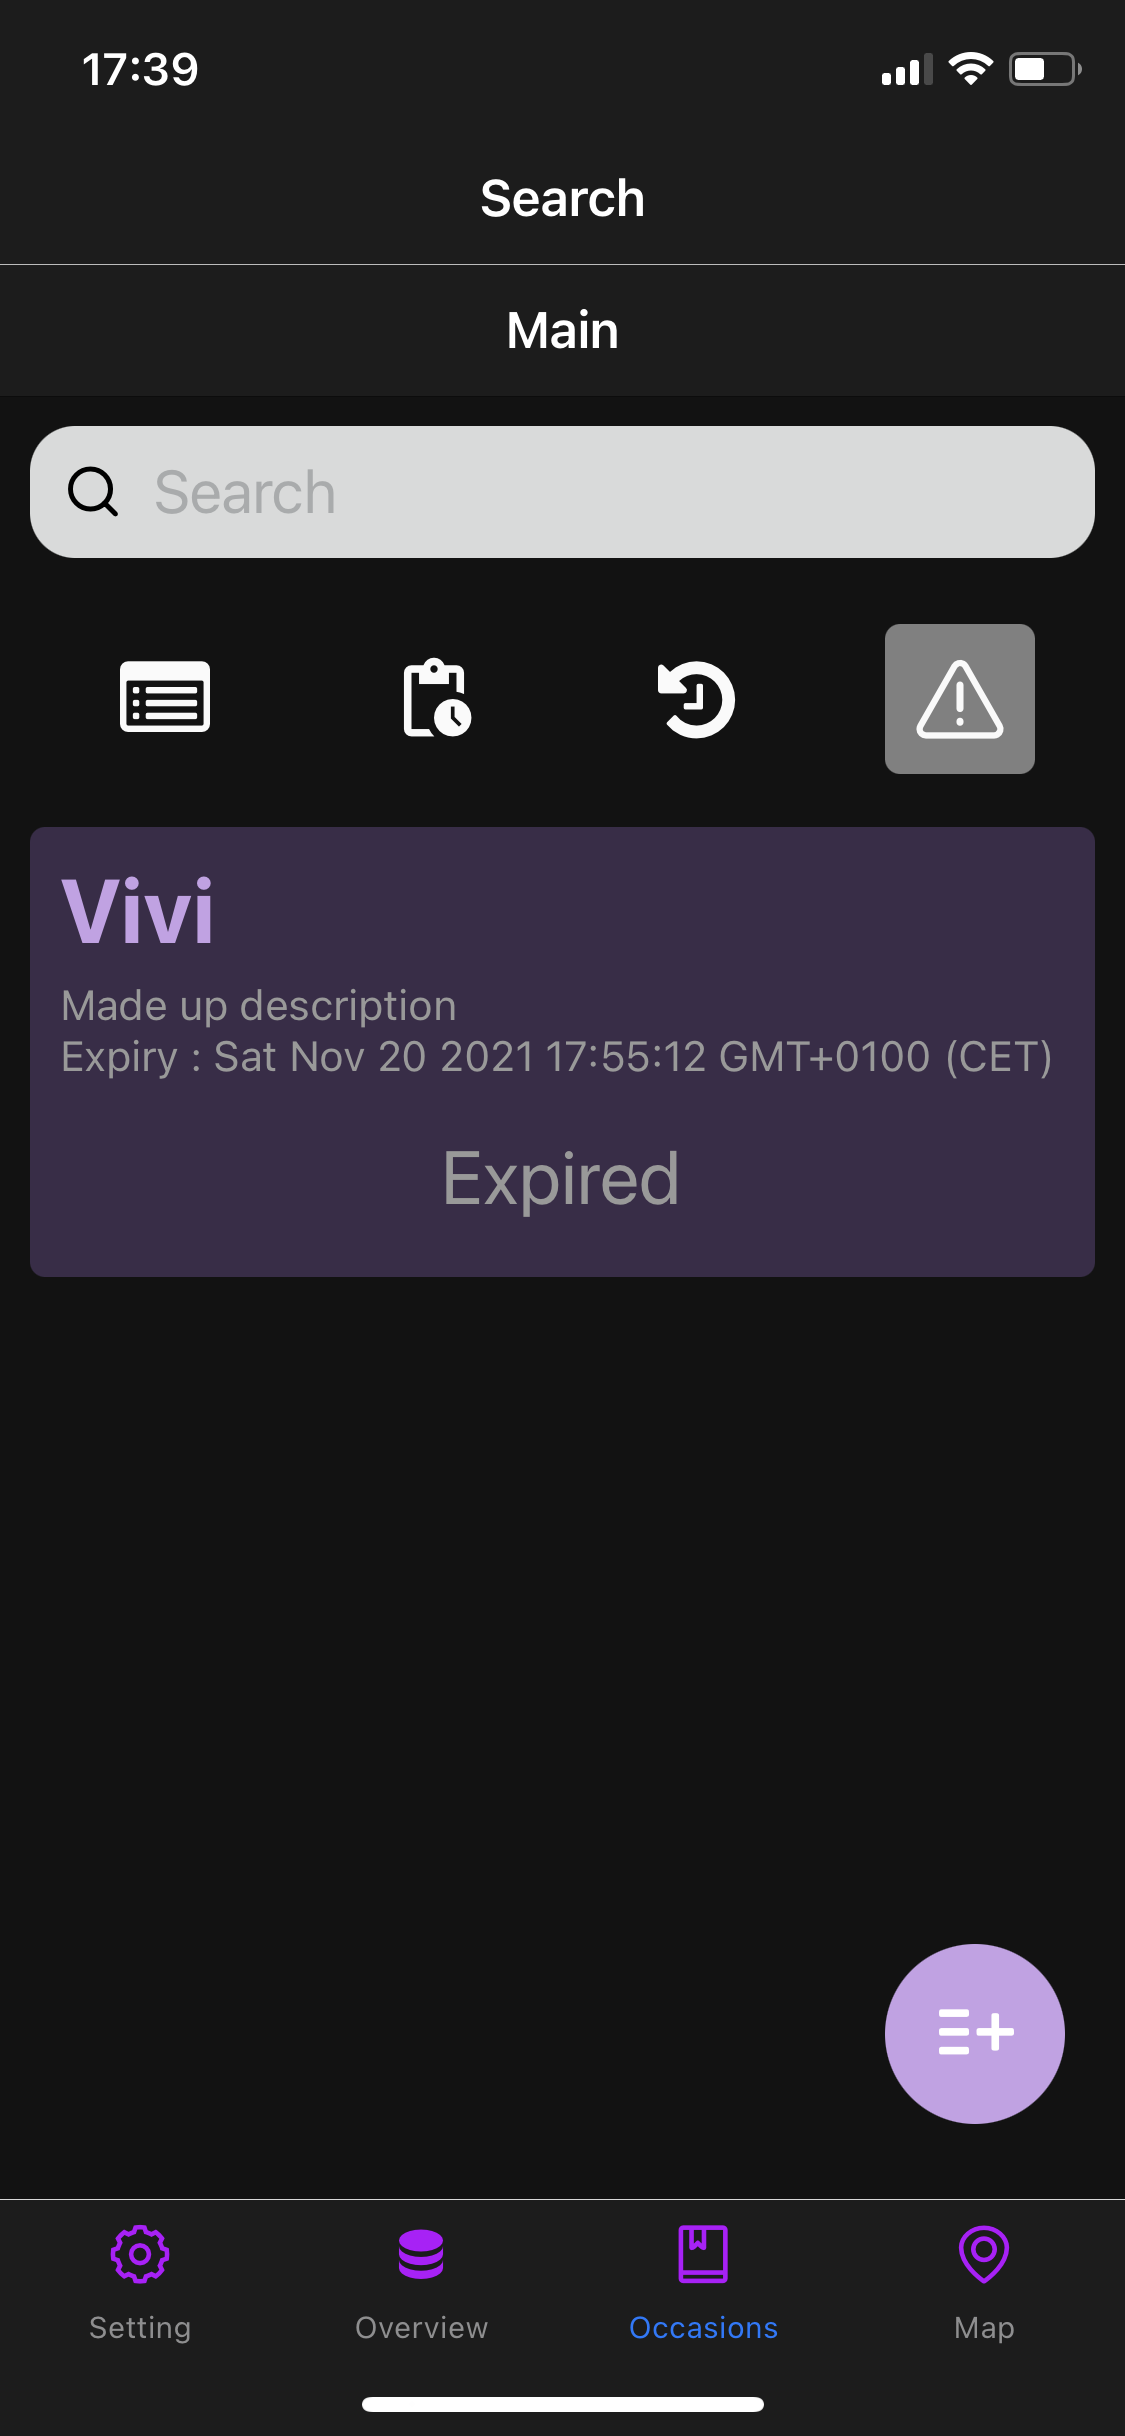 17:39
Search
Main
Search
Vivi
Made up description
Expiry : Sat Nov 20 2021 17:55:12 GMT+0100 (CET)
Expired
Setting
Overview
Occasions
Map